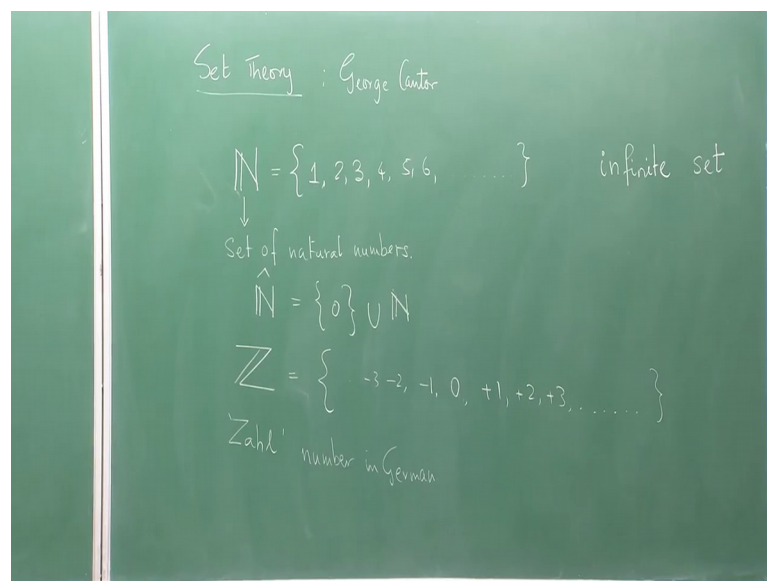 Set Theory : George Cantor
ℕ = { 1, 2, 3, 4, 5, 6, ..... } infinite set
↓
Set of natural numbers.
ℕ̂ = {0} ∪ ℕ
ℤ = { -3 -2, -1, 0, +1, +2, +3, ....... }
'Zahl' number in German